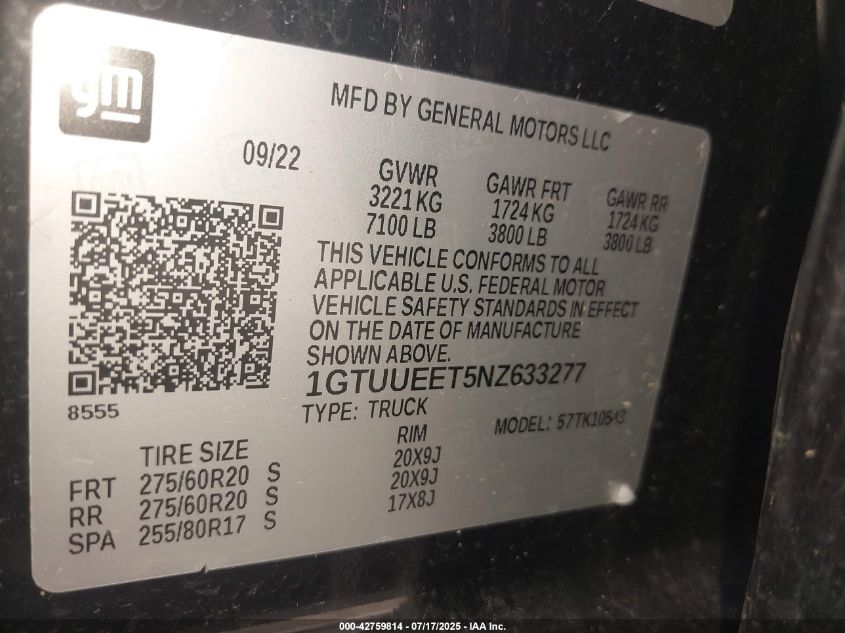 gm
MFD BY GENERAL MOTORS LLC
09/22
GVWR
3221 KG
7100 LB
GAWR FRT
1724 KG
3800 LB
GAWR RR
1724 KG
3800 LB
THIS VEHICLE CONFORMS TO ALL
APPLICABLE U.S. FEDERAL MOTOR
VEHICLE SAFETY STANDARDS IN EFFECT
ON THE DATE OF MANUFACTURE
SHOWN ABOVE.
1GTUUEET5NZ633277
8555
TYPE: TRUCK
MODEL: 57TK10543
TIRE SIZE RIM
FRT 275/60R20 S 20X9J
RR 275/60R20 S 20X9J
SPA 255/80R17 S 17X8J
000-42759814 - 07/17/2025 - IAA Inc.